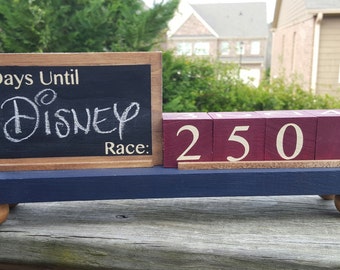 Days Until
DISNEY
Race:
250